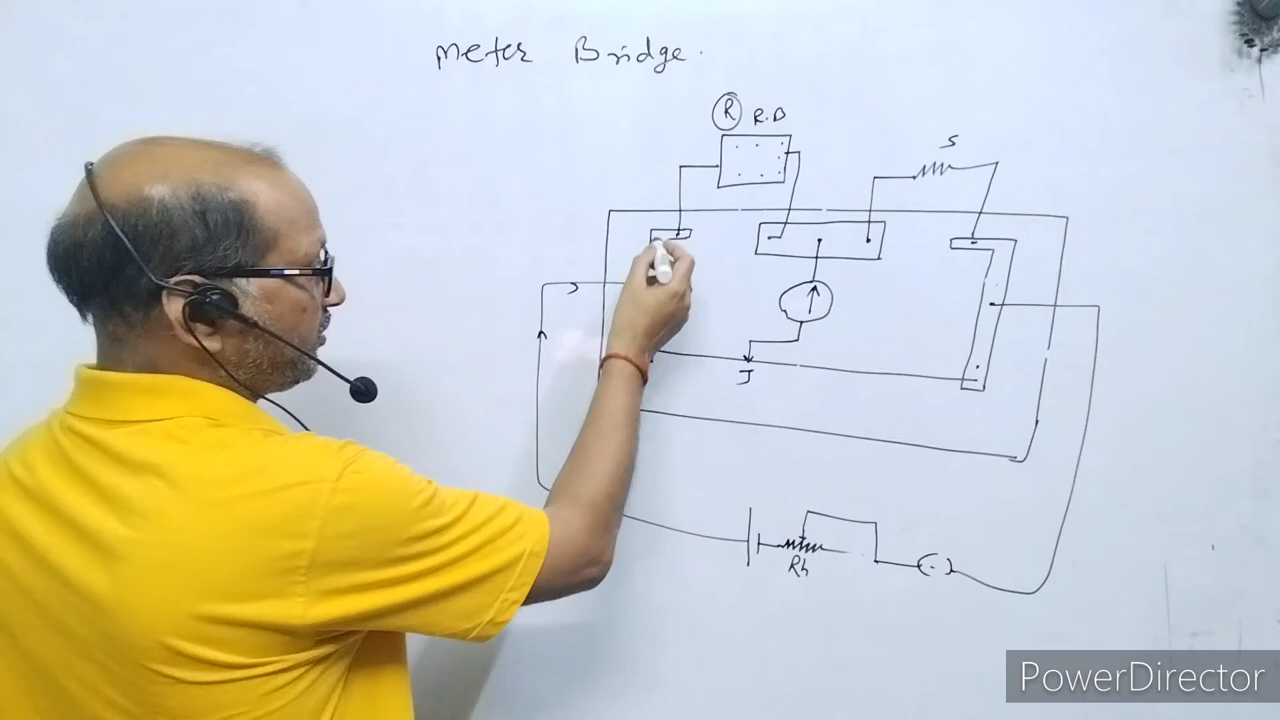 Meter Bridge.
R R.B
S
J
Rh
PowerDirector